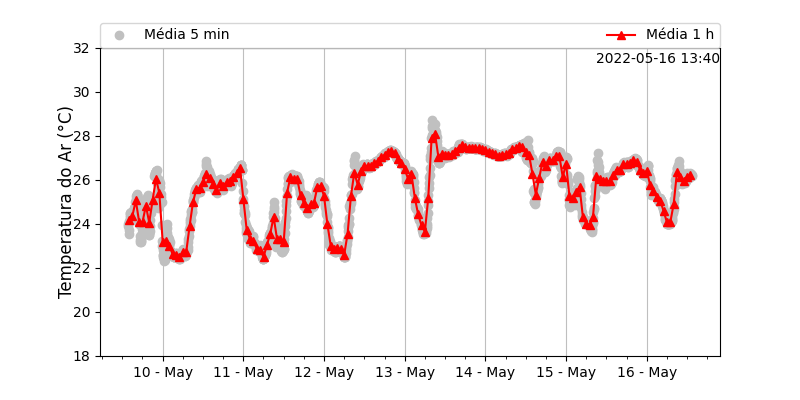 Média 5 min
Média 1 h
2022-05-16 13:40
Temperatura do Ar (°C)
32
30
28
26
24
22
20
18
10 - May
11 - May
12 - May
13 - May
14 - May
15 - May
16 - May